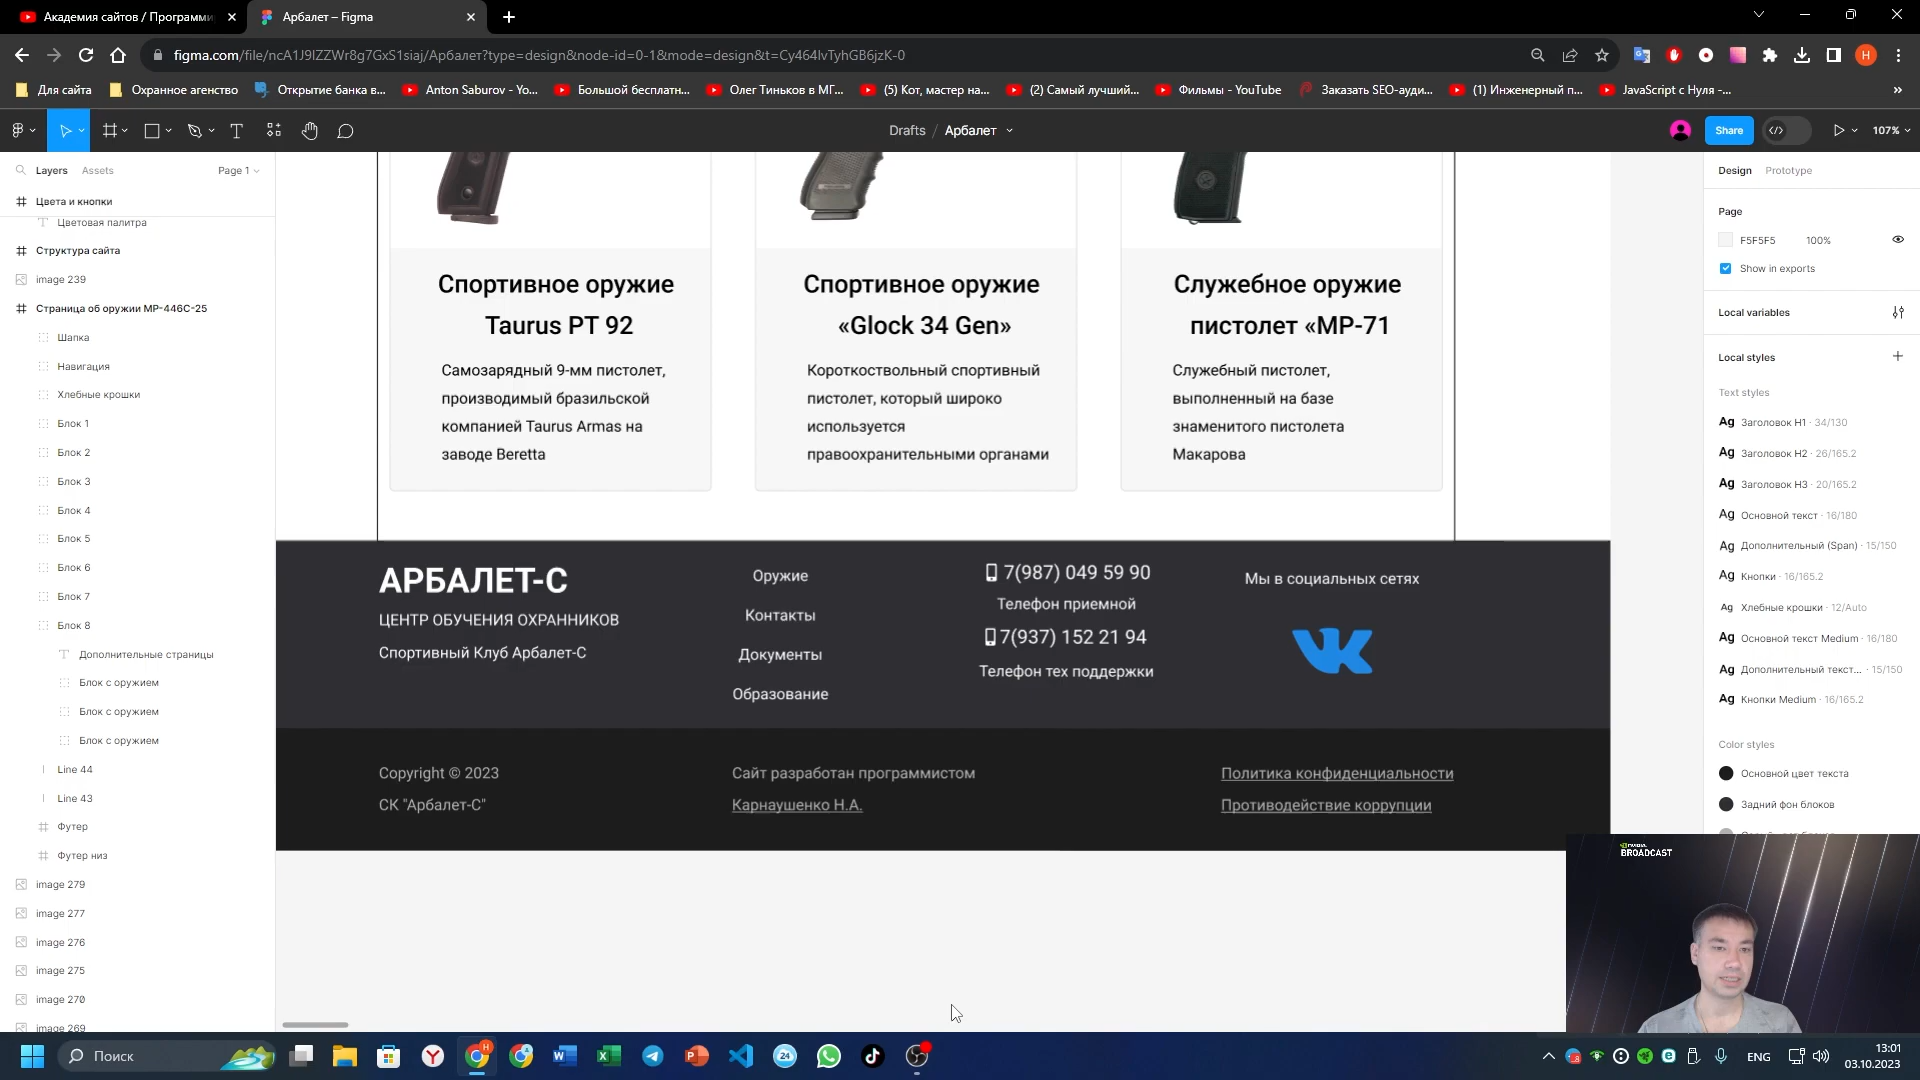 Академия сайтов / Программи
Арбалет – Figma
figma.com/file/ncA1J9IZZWr8g7GxS1siaj/Арбалет?type=design&node-id=0-1&mode=design&t=Cy464IvTyhGB6jzK-0
Для сайта
Охранное агенство
Открытие банка в...
Anton Saburov - Yo...
Большой бесплатн...
Олег Тиньков в МГ...
(5) Кот, мастер на...
(2) Самый лучший...
Фильмы - YouTube
Заказать SEO-ауди...
(1) Инженерный п...
JavaScript с Нуля -...
Drafts / Арбалет
Share
107%
Layers
Assets
Page 1
Цвета и кнопки
Цветовая палитра
Структура сайта
image 239
Страница об оружии МР-446С-25
Шапка
Навигация
Хлебные крошки
Блок 1
Блок 2
Блок 3
Блок 4
Блок 5
Блок 6
Блок 7
Блок 8
Дополнительные страницы
Блок с оружием
Блок с оружием
Блок с оружием
Line 44
Line 43
Футер
Футер низ
image 279
image 277
image 276
image 275
image 270
image 269
Спортивное оружие
Taurus PT 92
Самозарядный 9-мм пистолет,
производимый бразильской
компанией Taurus Armas на
заводе Beretta
Спортивное оружие
«Glock 34 Gen»
Короткоствольный спортивный
пистолет, который широко
используется
правоохранительными органами
Служебное оружие
пистолет «МР-71
Служебный пистолет,
выполненный на базе
знаменитого пистолета
Макарова
АРБАЛЕТ-С
ЦЕНТР ОБУЧЕНИЯ ОХРАННИКОВ
Спортивный Клуб Арбалет-С
Оружие
Контакты
Документы
Образование
7(987) 049 59 90
Телефон приемной
7(937) 152 21 94
Телефон тех поддержки
Мы в социальных сетях
Copyright © 2023
СК "Арбалет-С"
Сайт разработан программистом
Карнаушенко Н.А.
Политика конфиденциальности
Противодействие коррупции
Design
Prototype
Page
F5F5F5
100%
Show in exports
Local variables
Local styles
Text styles
Ag Заголовок H1 · 34/130
Ag Заголовок H2 · 26/165.2
Ag Заголовок H3 · 20/165.2
Ag Основной текст · 16/180
Ag Дополнительный (Span) · 15/150
Ag Кнопки · 16/165.2
Ag Хлебные крошки · 12/Auto
Ag Основной текст Medium · 16/180
Ag Дополнительный текст... · 15/150
Ag Кнопки Medium · 16/165.2
Color styles
Основной цвет текста
Задний фон блоков
NVIDIA
BROADCAST
Поиск
ENG
13:01
03.10.2023